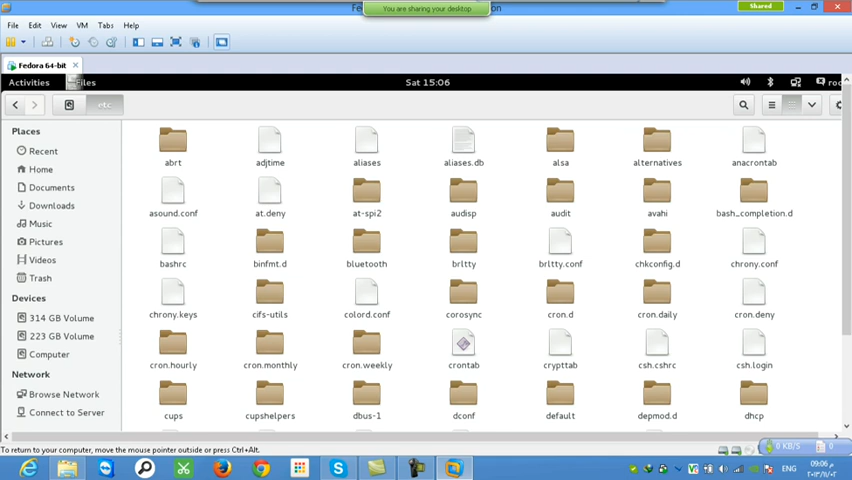 You are sharing your desktop
Shared
File Edit View VM Tabs Help
Fedora 64-bit
Activities Files Sat 15:06
etc
Places
Recent
Home
Documents
Downloads
Music
Pictures
Videos
Trash
Devices
314 GB Volume
223 GB Volume
Computer
Network
Browse Network
Connect to Server
abrt adjtime aliases aliases.db alsa alternatives anacrontab
asound.conf at.deny at-spi2 audisp audit avahi bash_completion.d
bashrc binfmt.d bluetooth brltty brltty.conf chkconfig.d chrony.conf
chrony.keys cifs-utils colord.conf corosync cron.d cron.daily cron.deny
cron.hourly cron.monthly cron.weekly crontab crypttab csh.cshrc csh.login
cups cupshelpers dbus-1 dconf default depmod.d dhcp
To return to your computer, move the mouse pointer outside or press Ctrl+Alt.
0 KB/S 0
ENG
09:06 م